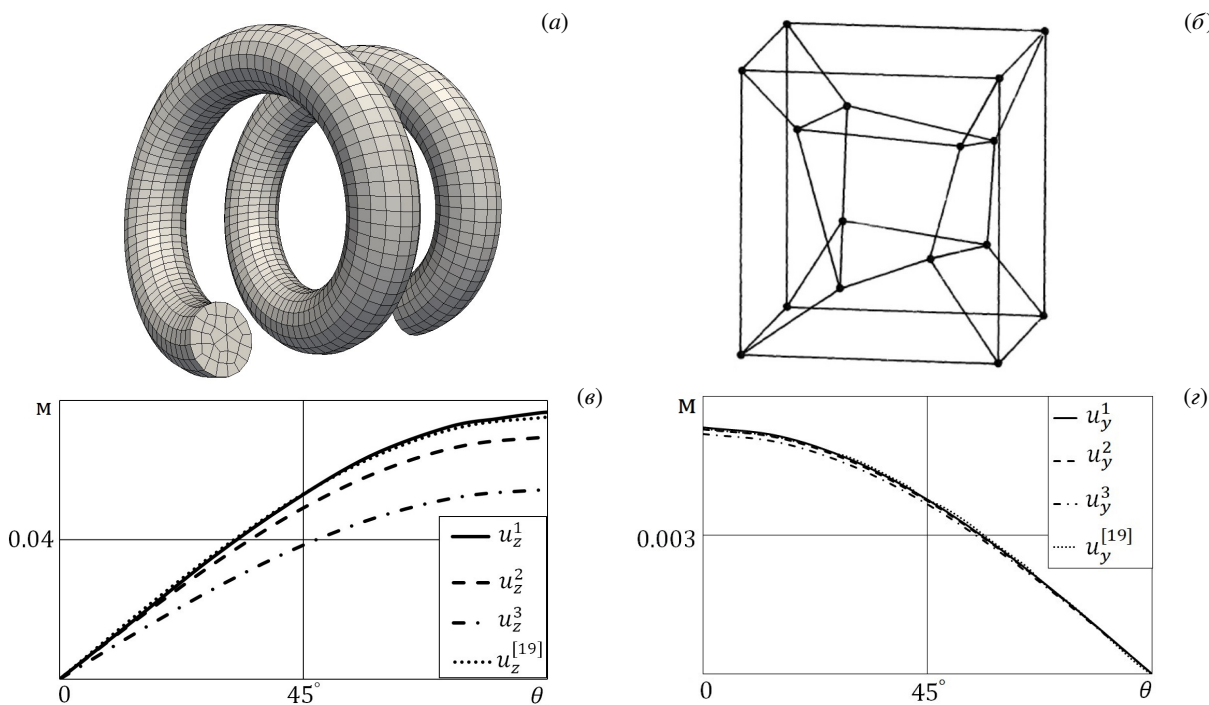 (а)
(б)
м
0.04
0
45°
θ
u_z^1
u_z^2
u_z^3
u_z^[19]
(в)
м
0.003
0
45°
θ
u_y^1
u_y^2
u_y^3
u_y^[19]
(г)